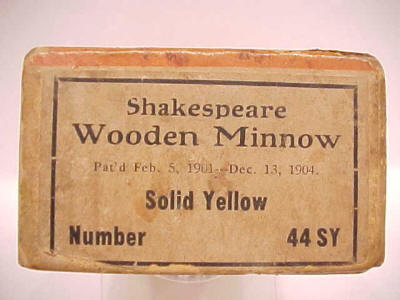 Shakespeare
Wooden Minnow
Pat'd Feb. 5, 1901--Dec. 13, 1904.
Solid Yellow
Number 44 SY